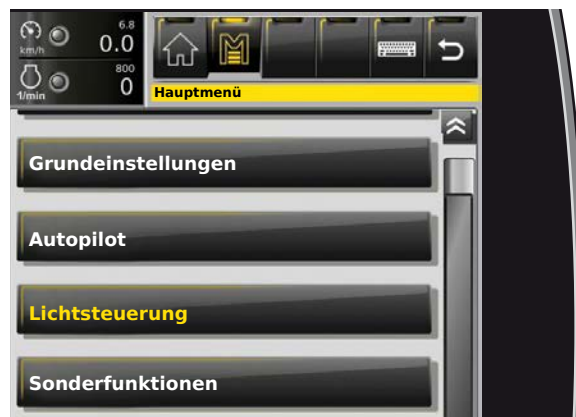 6.8
km/h 0.0
800
1/min 0
Hauptmenü
Grundeinstellungen
Autopilot
Lichtsteuerung
Sonderfunktionen